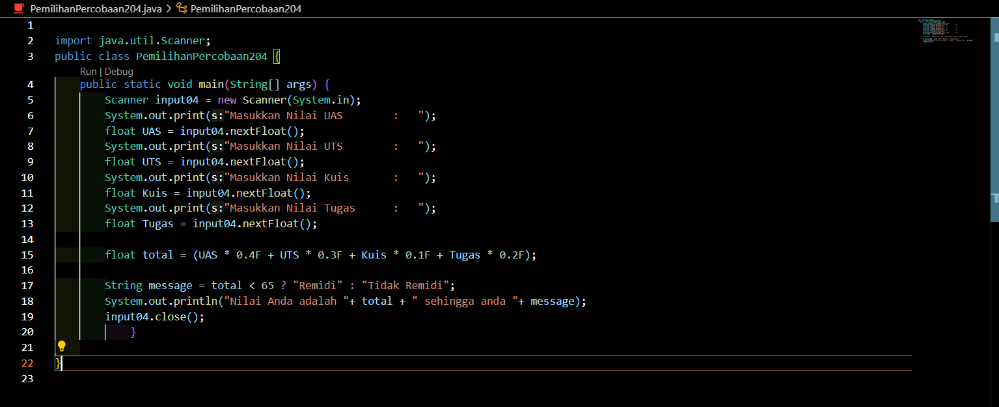 PemilihanPercobaan204.java > PemilihanPercobaan204
1
2 import java.util.Scanner;
3 public class PemilihanPercobaan204 {
Run | Debug
4 public static void main(String[] args) {
5 Scanner input04 = new Scanner(System.in);
6 System.out.print(s:"Masukkan Nilai UAS        :   ");
7 float UAS = input04.nextFloat();
8 System.out.print(s:"Masukkan Nilai UTS        :   ");
9 float UTS = input04.nextFloat();
10 System.out.print(s:"Masukkan Nilai Kuis       :   ");
11 float Kuis = input04.nextFloat();
12 System.out.print(s:"Masukkan Nilai Tugas      :   ");
13 float Tugas = input04.nextFloat();
14
15 float total = (UAS * 0.4F + UTS * 0.3F + Kuis * 0.1F + Tugas * 0.2F);
16
17 String message = total < 65 ? "Remidi" : "Tidak Remidi";
18 System.out.println("Nilai Anda adalah "+ total + " sehingga anda "+ message);
19 input04.close();
20 }
21
22 }
23